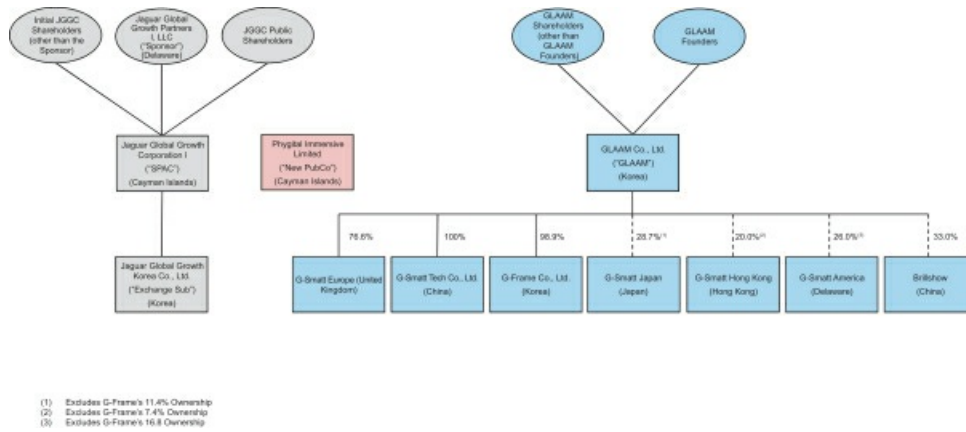 Initial JGGC
Shareholders
(other than the
Sponsor)
Jaguar Global
Growth Partners
I, LLC
("Sponsor")
(Delaware)
JGGC Public
Shareholders
GLAAM
Shareholders
(other than
GLAAM
Founders)
GLAAM
Founders
Jaguar Global Growth
Corporation I
("SPAC")
(Cayman Islands)
Phygital Immersive
Limited
("New PubCo")
(Cayman Islands)
GLAAM Co., Ltd.
("GLAAM")
(Korea)
76.6%
100%
98.9%
28.7%(1)
20.0%(2)
26.0%(3)
33.0%
Jaguar Global Growth
Korea Co., Ltd.
("Exchange Sub")
(Korea)
G-Smatt Europe (United
Kingdom)
G-Smatt Tech Co., Ltd.
(China)
G-Frame Co., Ltd.
(Korea)
G-Smatt Japan
(Japan)
G-Smatt Hong Kong
(Hong Kong)
G-Smatt America
(Delaware)
Brillshow
(China)
(1) Excludes G-Frame's 11.4% Ownership
(2) Excludes G-Frame's 7.4% Ownership
(3) Excludes G-Frame's 16.8 Ownership